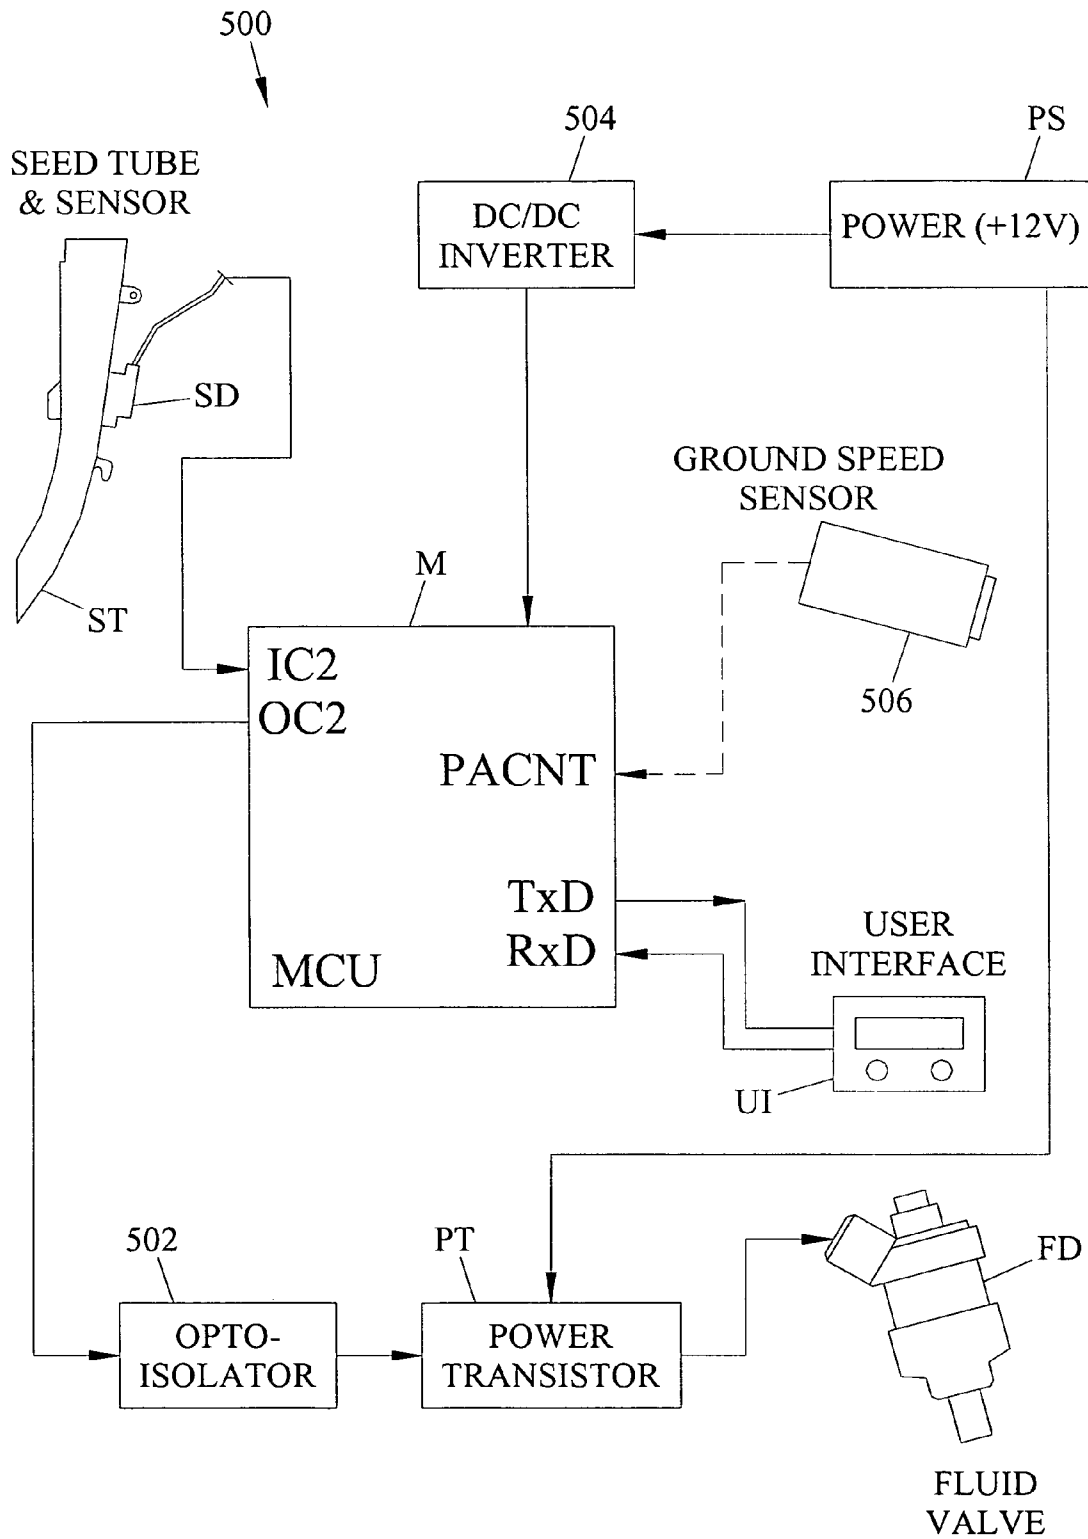 500
504
PS
SEED TUBE
& SENSOR
DC/DC
INVERTER
POWER (+12V)
SD
GROUND SPEED
SENSOR
M
ST
IC2
506
OC2
PACNT
TxD
RxD
USER
INTERFACE
MCU
UI
502
PT
FD
OPTO-
ISOLATOR
POWER
TRANSISTOR
FLUID
VALVE